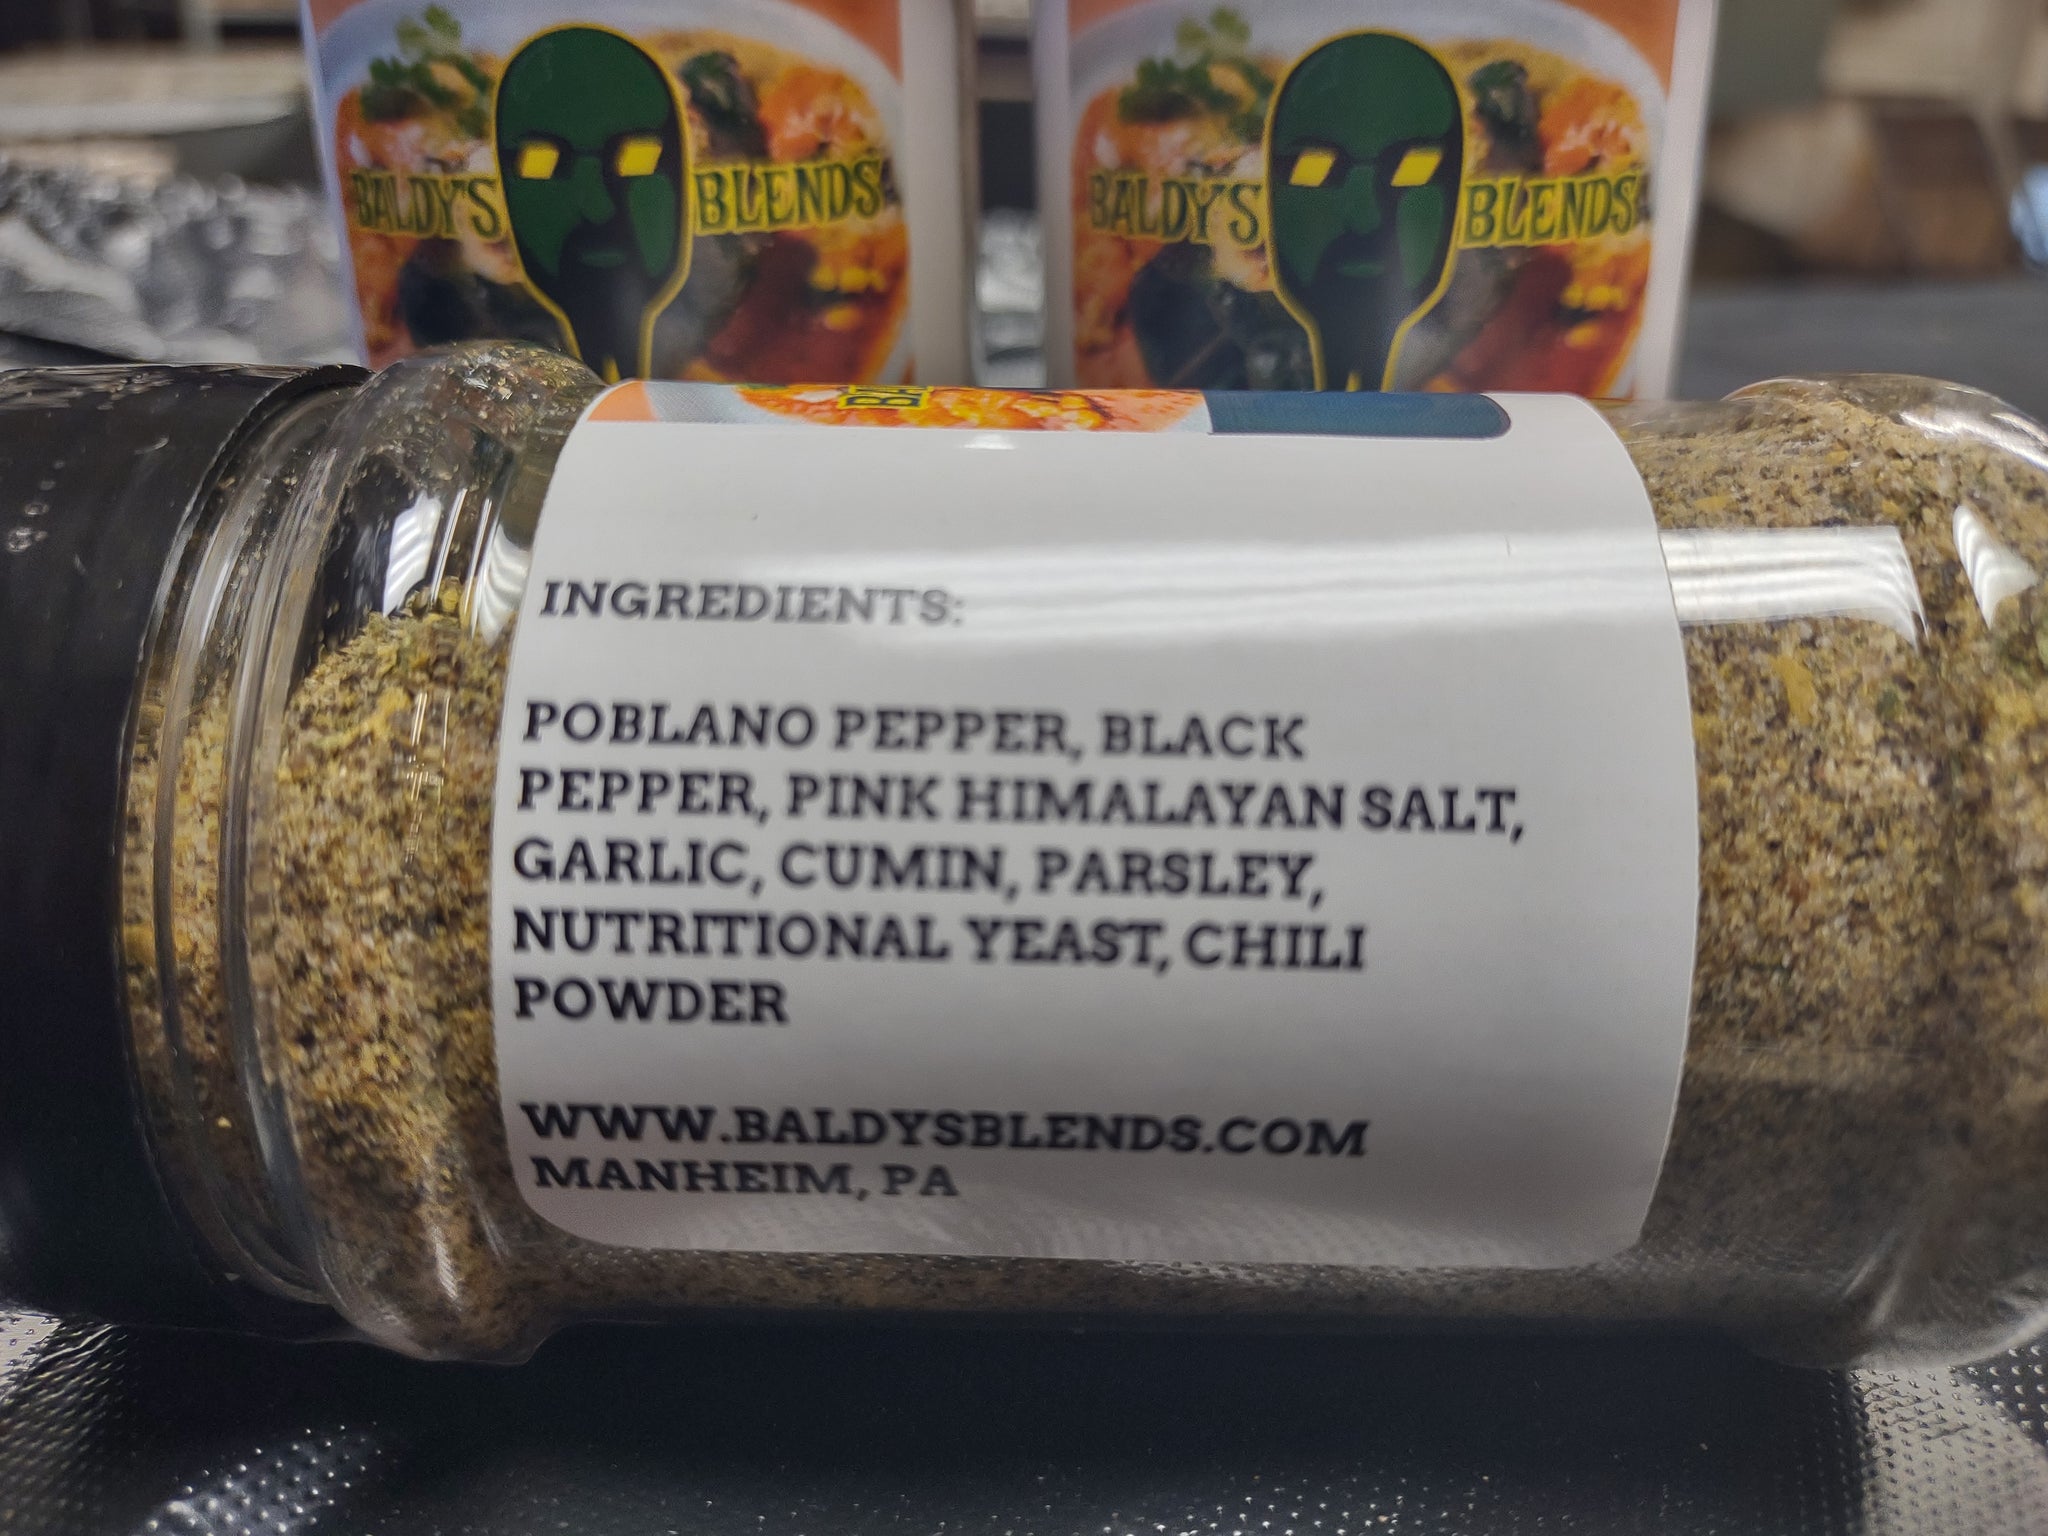 BALDY'S BLENDS
BALDY'S BLENDS
INGREDIENTS:
POBLANO PEPPER, BLACK
PEPPER, PINK HIMALAYAN SALT,
GARLIC, CUMIN, PARSLEY,
NUTRITIONAL YEAST, CHILI
POWDER
WWW.BALDYSBLENDS.COM
MANHEIM, PA